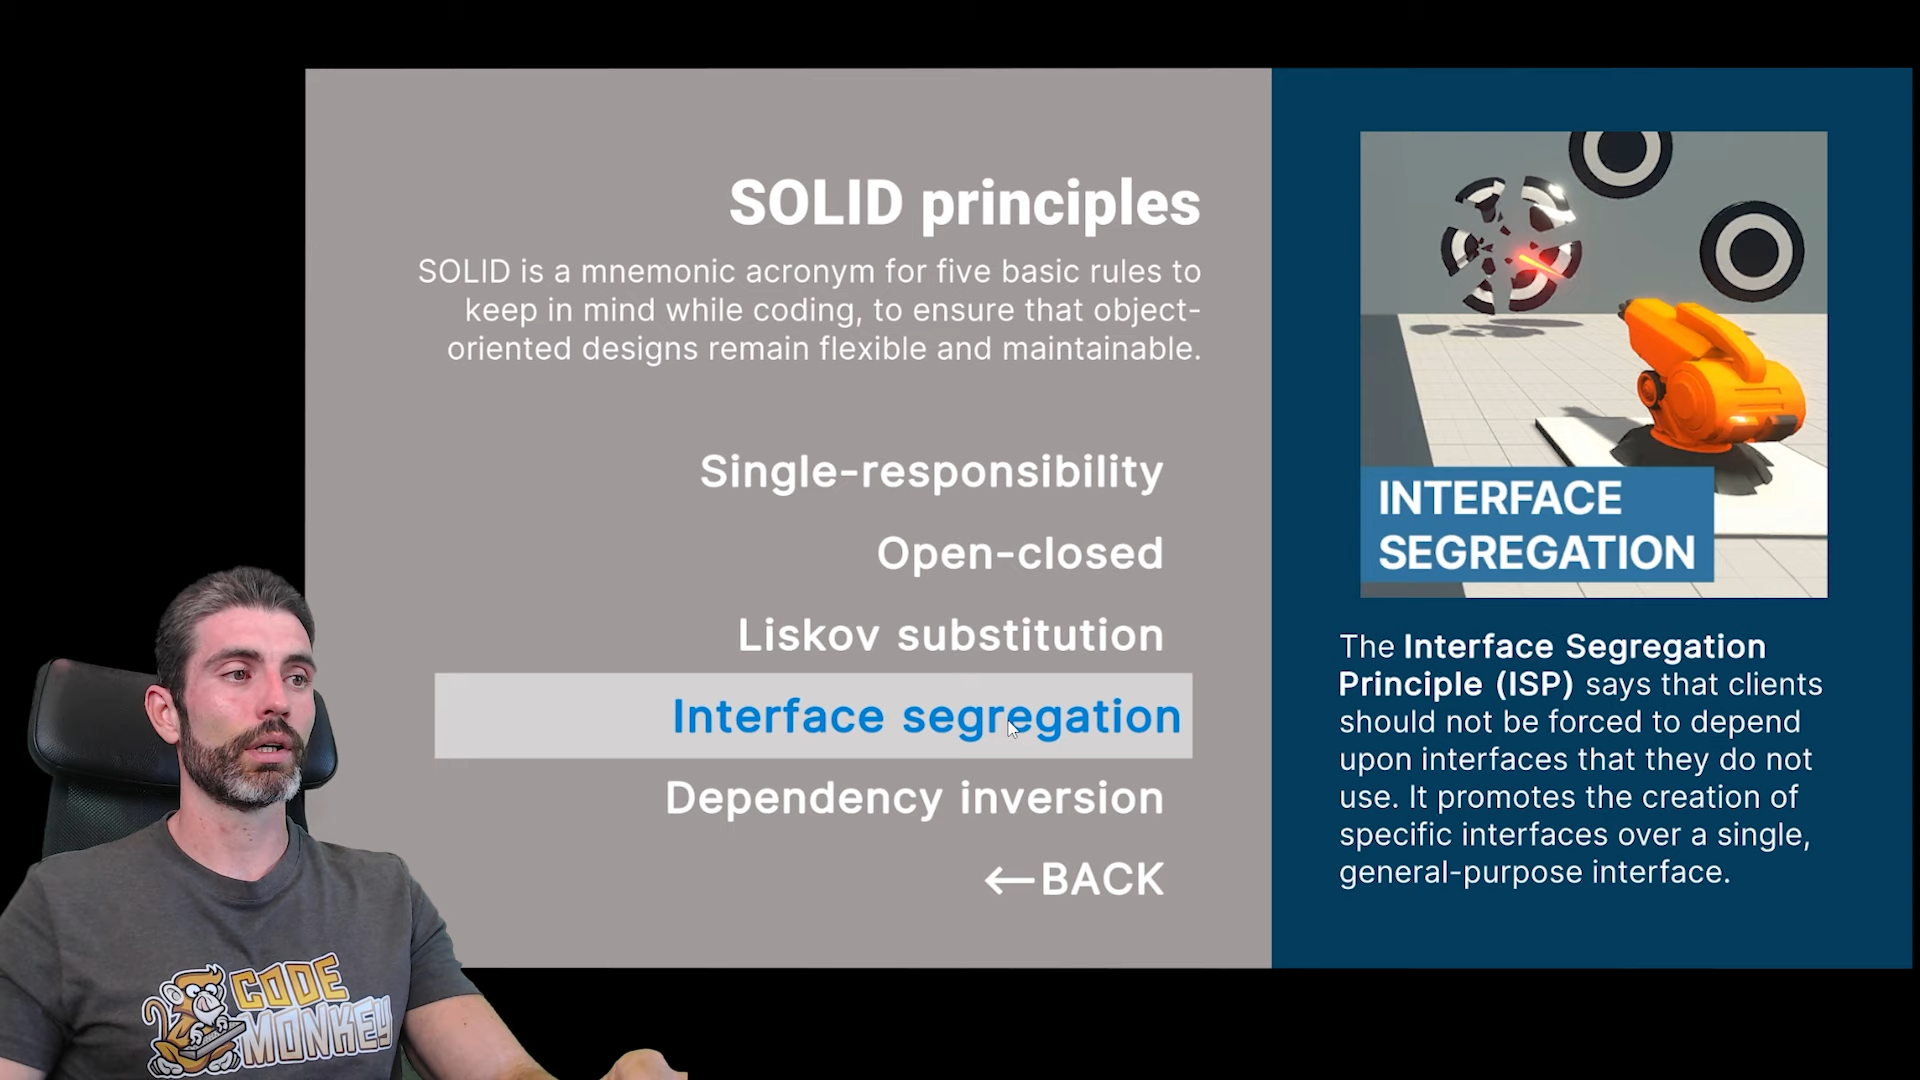 SOLID principles
SOLID is a mnemonic acronym for five basic rules to
keep in mind while coding, to ensure that object-
oriented designs remain flexible and maintainable.
Single-responsibility
Open-closed
Liskov substitution
Interface segregation
Dependency inversion
←BACK
INTERFACE
SEGREGATION
The Interface Segregation
Principle (ISP) says that clients
should not be forced to depend
upon interfaces that they do not
use. It promotes the creation of
specific interfaces over a single,
general-purpose interface.
CODE
MONKEY